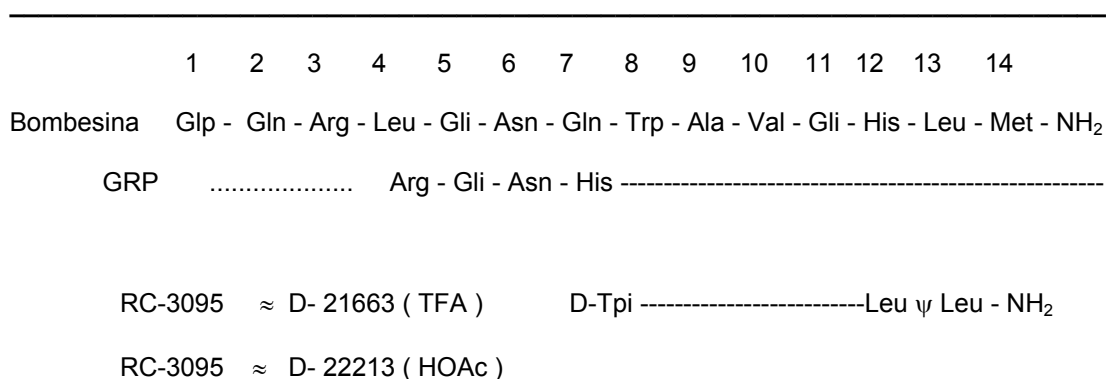 1 2 3 4 5 6 7 8 9 10 11 12 13 14
Bombesina Glp - Gln - Arg - Leu - Gli - Asn - Gln - Trp - Ala - Val - Gli - His - Leu - Met - NH₂
GRP .................... Arg - Gli - Asn - His -------------------------------------------------------------------
RC-3095 ≈ D- 21663 ( TFA ) D-Tpi --------------------------Leu ψ Leu - NH₂
RC-3095 ≈ D- 22213 ( HOAc )